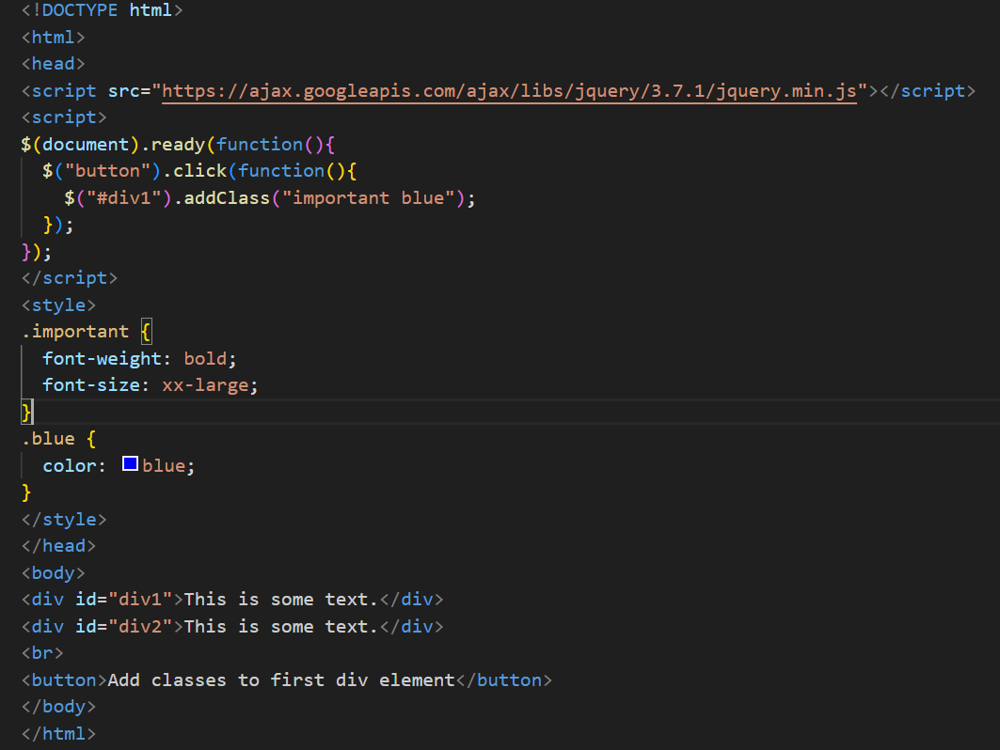 <!DOCTYPE html>
<html>
<head>
<script src="https://ajax.googleapis.com/ajax/libs/jquery/3.7.1/jquery.min.js"></script>
<script>
$(document).ready(function(){
  $("button").click(function(){
    $("#div1").addClass("important blue");
  });
});
</script>
<style>
.important {
  font-weight: bold;
  font-size: xx-large;
}
.blue {
  color: blue;
}
</style>
</head>
<body>
<div id="div1">This is some text.</div>
<div id="div2">This is some text.</div>
<br>
<button>Add classes to first div element</button>
</body>
</html>